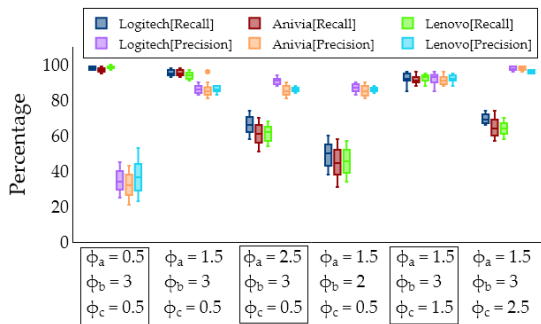 Logitech[Recall] Anivia[Recall] Lenovo[Recall]
Logitech[Precision] Anivia[Precision] Lenovo[Precision]
Percentage
100
80
60
40
20
0
ϕa = 0.5 ϕa = 1.5 ϕa = 2.5 ϕa = 1.5 ϕa = 1.5 ϕa = 1.5
ϕb = 3 ϕb = 3 ϕb = 3 ϕb = 2 ϕb = 3 ϕb = 3
ϕc = 0.5 ϕc = 0.5 ϕc = 0.5 ϕc = 0.5 ϕc = 1.5 ϕc = 2.5